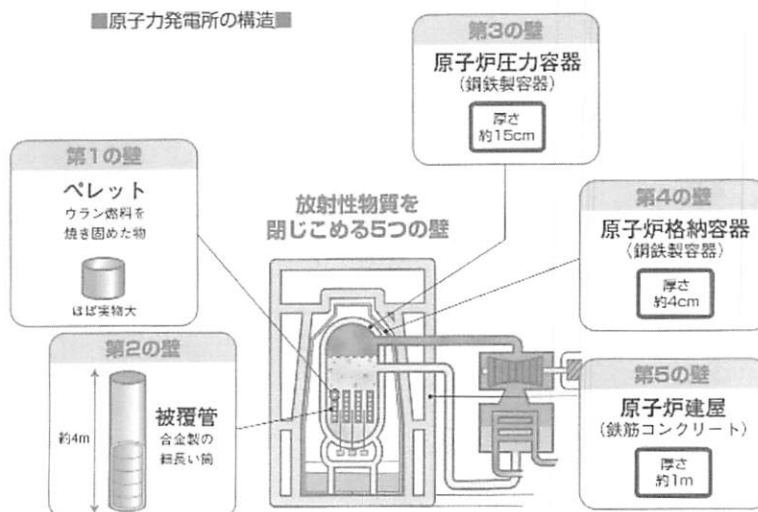 ■原子力発電所の構造■
第3の壁
原子炉圧力容器
(鋼鉄製容器)
厚さ
約15cm
第1の壁
ペレット
ウラン燃料を
焼き固めた物
ほぼ実物大
放射性物質を
閉じこめる5つの壁
第4の壁
原子炉格納容器
(鋼鉄製容器)
厚さ
約4cm
第2の壁
約4m
被覆管
合金製の
細長い筒
第5の壁
原子炉建屋
(鉄筋コンクリート)
厚さ
約1m